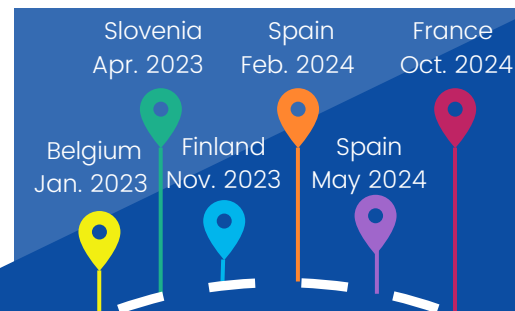 Slovenia
Apr. 2023
Spain
Feb. 2024
France
Oct. 2024
Belgium
Jan. 2023
Finland
Nov. 2023
Spain
May 2024